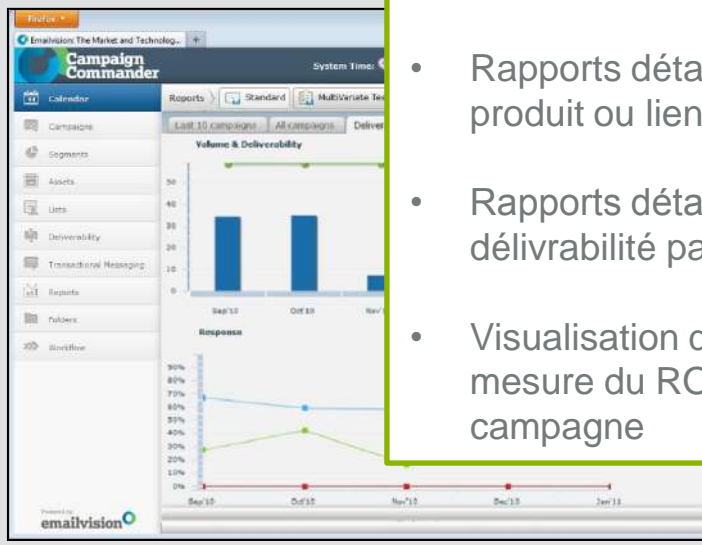 Firefox
Emailvision: The Market and Technolog...
Campaign
Commander
System Time:
Calendar
Campaigns
Segments
Assets
Lists
Deliverability
Transactional Messaging
Reports
Folders
Workflow
Powered by
emailvision
Reports
Standard
MultiVariate Te
Last 10 campaigns
All campaigns
Deliver
Volume & Deliverability
50
40
30
20
10
0
Sep'10
Oct'10
Nov'1
Response
90%
80%
70%
60%
50%
40%
30%
20%
10%
0%
Sep'10
Oct'10
Nov'10
Dec'10
Jan'11
• Rapports déta
produit ou lien
• Rapports déta
délivrabilité pa
• Visualisation
mesure du RO
campagne